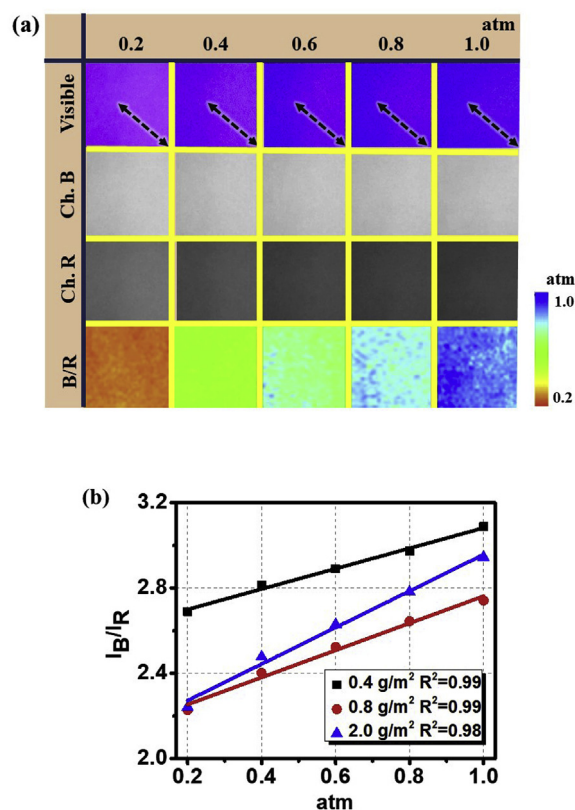 (a)
atm
0.2 0.4 0.6 0.8 1.0
Visible
Ch. B
Ch. R
B/R
atm
1.0
0.2
(b)
3.2
2.8
2.4
2.0
I_B/I_R
0.4 g/m² R²=0.99
0.8 g/m² R²=0.99
2.0 g/m² R²=0.98
0.2 0.4 0.6 0.8 1.0
atm